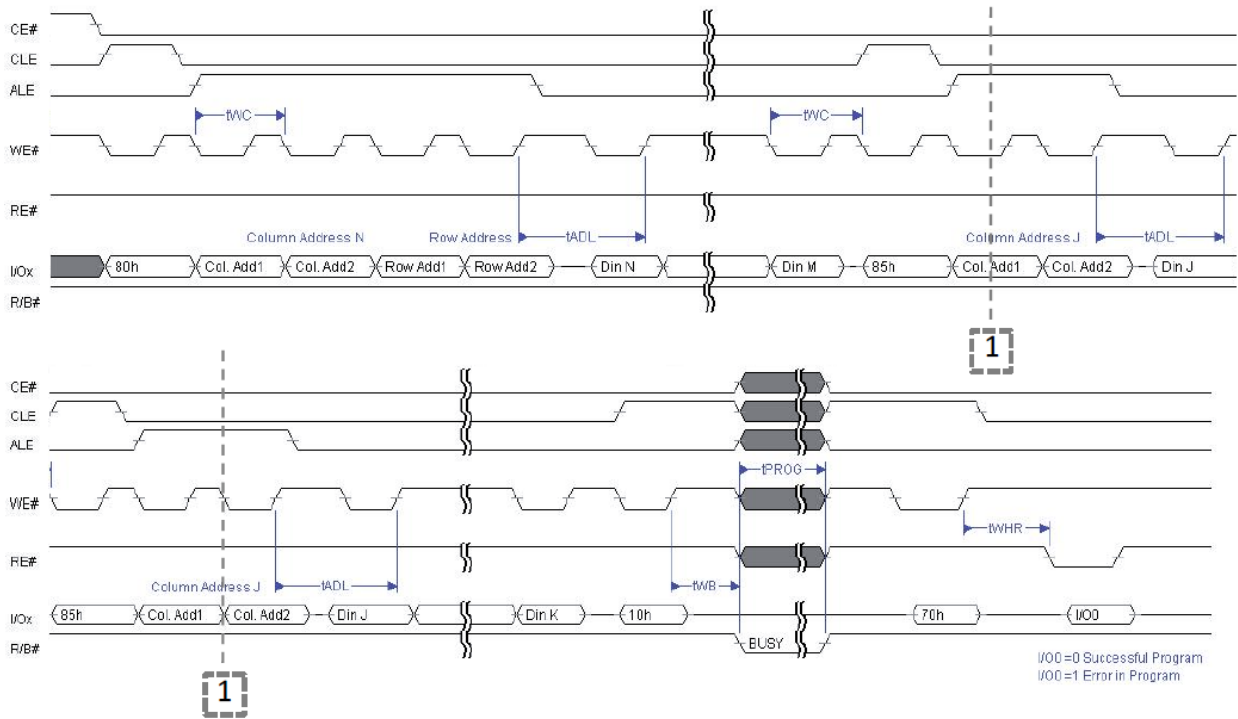 CE#
CLE
ALE
tWC tWC
WE#
RE#
Column Address N Row Address tADL Column Address J tADL
I/Ox 80h Col. Add1 Col. Add2 Row Add1 Row Add2 Din N Din M 85h Col. Add1 Col. Add2 Din J
R/B#
1
CE#
CLE
ALE
tPROG
WE#
tWHR
RE#
Column Address J tADL tWB
I/Ox 85h Col. Add1 Col. Add2 Din J Din K 10h 70h I/O0
R/B# BUSY
I/O0 =0 Successful Program
I/O0 =1 Error in Program
1